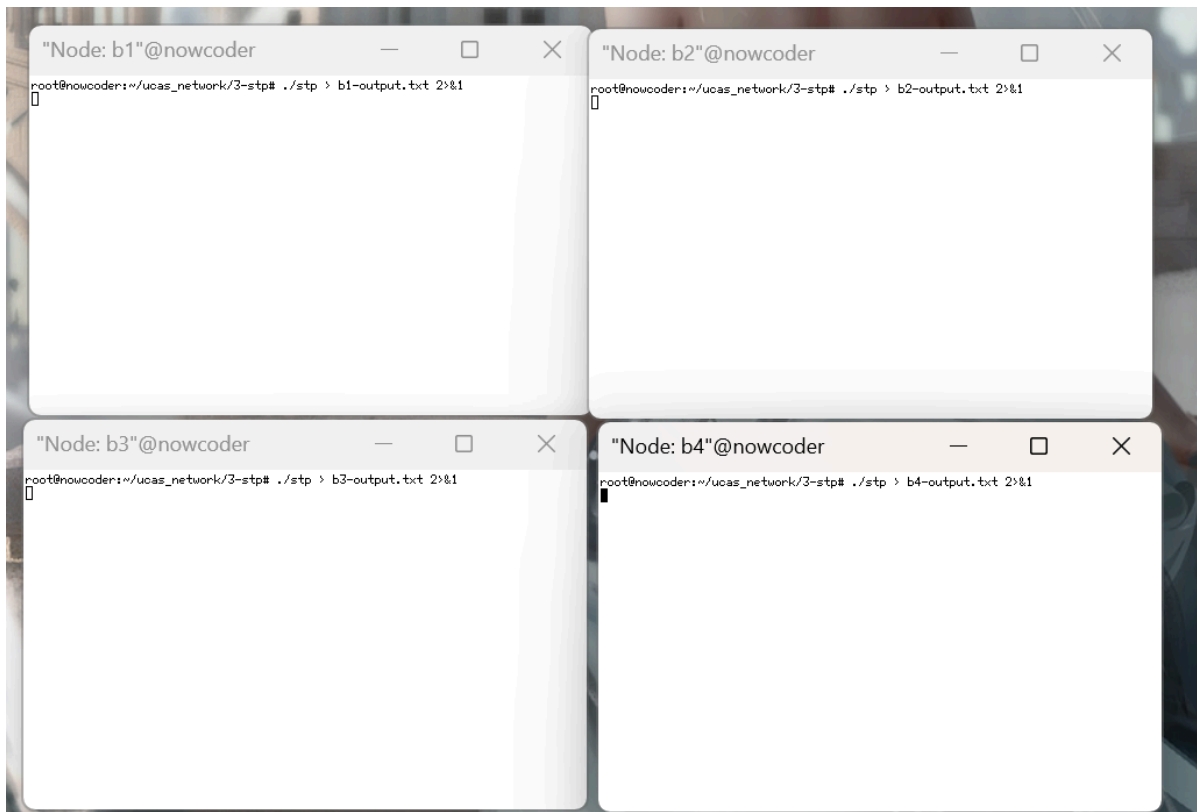 "Node: b1"@nowcoder
root@nowcoder:~/ucas_network/3-stp# ./stp > b1-output.txt 2>&1
"Node: b2"@nowcoder
root@nowcoder:~/ucas_network/3-stp# ./stp > b2-output.txt 2>&1
"Node: b3"@nowcoder
root@nowcoder:~/ucas_network/3-stp# ./stp > b3-output.txt 2>&1
"Node: b4"@nowcoder
root@nowcoder:~/ucas_network/3-stp# ./stp > b4-output.txt 2>&1